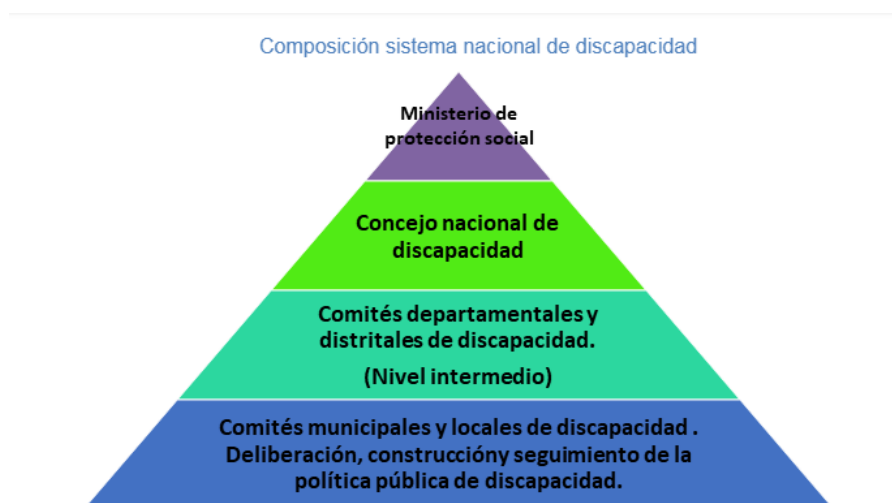 Composición sistema nacional de discapacidad
Ministerio de
protección social
Concejo nacional de
discapacidad
Comités departamentales y
distritales de discapacidad.
(Nivel intermedio)
Comités municipales y locales de discapacidad .
Deliberación, construccióny seguimiento de la
política pública de discapacidad.